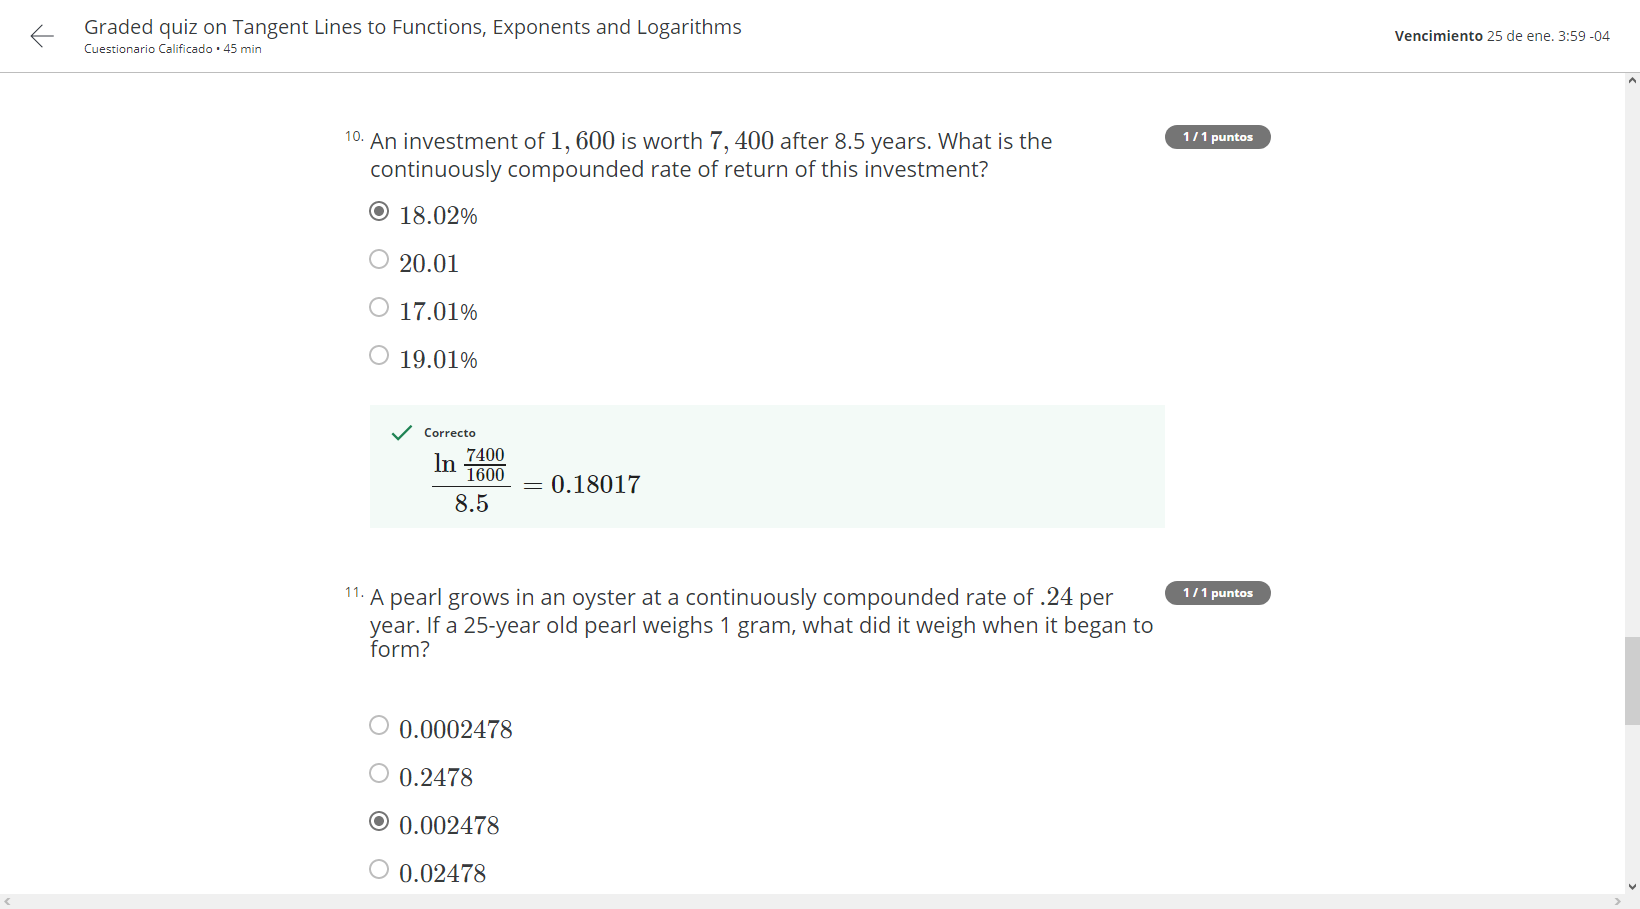 Graded quiz on Tangent Lines to Functions, Exponents and Logarithms
Cuestionario Calificado • 45 min
Vencimiento 25 de ene. 3:59 -04
10. An investment of 1, 600 is worth 7, 400 after 8.5 years. What is the
continuously compounded rate of return of this investment?
1 / 1 puntos
18.02%
20.01
17.01%
19.01%
Correcto
ln 7400/1600
8.5
= 0.18017
11. A pearl grows in an oyster at a continuously compounded rate of .24 per
year. If a 25-year old pearl weighs 1 gram, what did it weigh when it began to
form?
1 / 1 puntos
0.0002478
0.2478
0.002478
0.02478